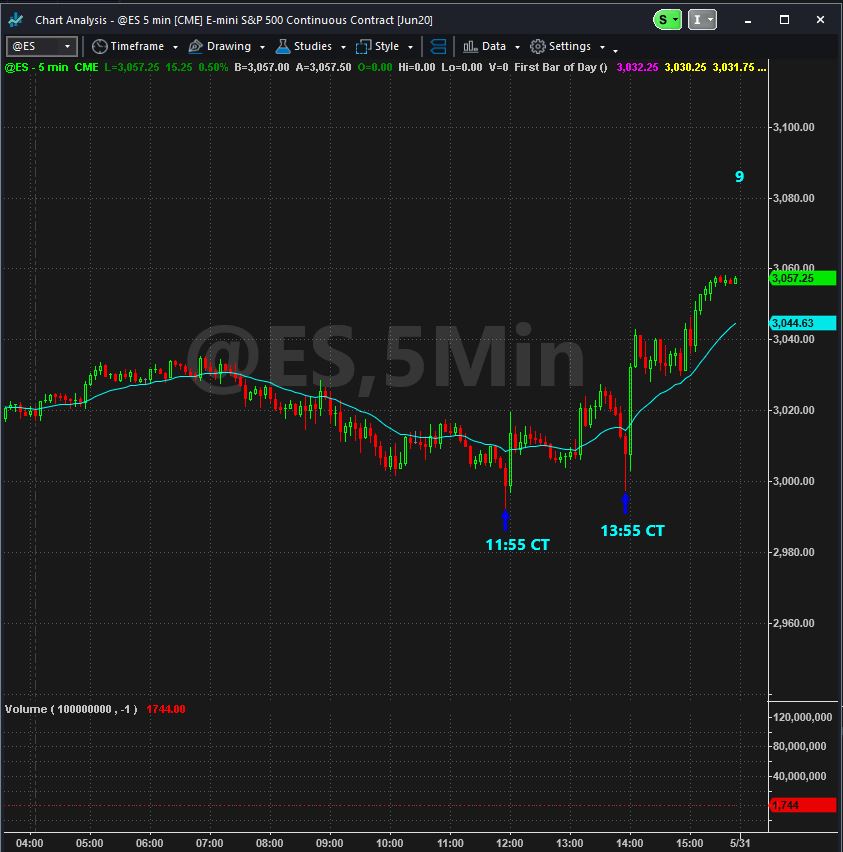 Chart Analysis - @ES 5 min [CME] E-mini S&P 500 Continuous Contract [Jun20]
S
I
@ES Timeframe Drawing Studies Style Data Settings
@ES - 5 min CME L=3,057.25 15.25 0.50% B=3,057.00 A=3,057.50 O=0.00 Hi=0.00 Lo=0.00 V=0 First Bar of Day () 3,032.25 3,030.25 3,031.75 ...
3,100.00
9
3,080.00
3,060.00
3,057.25
3,044.63
3,040.00
@ES,5Min
3,020.00
3,000.00
13:55 CT
11:55 CT
2,980.00
2,960.00
Volume ( 100000000 , -1 ) 1744.00
120,000,000
80,000,000
40,000,000
1,744
04:00 05:00 06:00 07:00 08:00 09:00 10:00 11:00 12:00 13:00 14:00 15:00 5/31